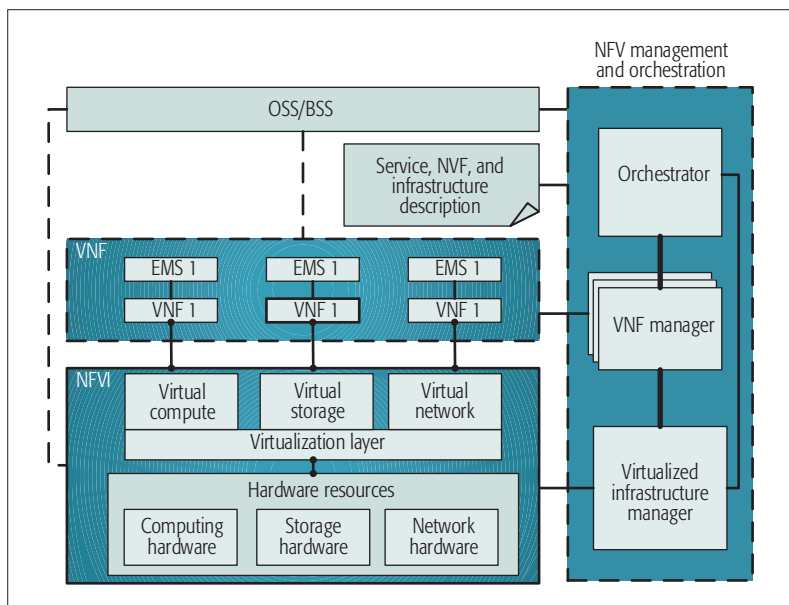 NFV management
and orchestration
OSS/BSS
Service, NVF, and
infrastructure
description
Orchestrator
VNF
EMS 1
EMS 1
EMS 1
VNF 1
VNF 1
VNF 1
VNF manager
NFVI
Virtual
compute
Virtual
storage
Virtual
network
Virtualization layer
Hardware resources
Computing
hardware
Storage
hardware
Network
hardware
Virtualized
infrastructure
manager